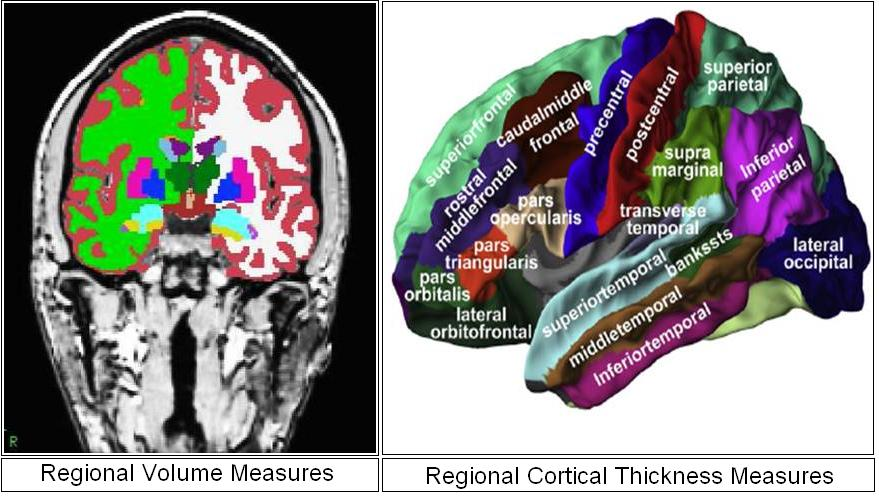 R
Regional Volume Measures
superiorfrontal
caudalmiddle
frontal
precentral
postcentral
superior
parietal
rostral
middlefrontal
pars
opercularis
supra
marginal
Inferior
parietal
transverse
temporal
pars
triangularis
pars
orbitalis
lateral
orbitofrontal
superiortemporal
bankssts
middletemporal
Inferiortemporal
lateral
occipital
Regional Cortical Thickness Measures